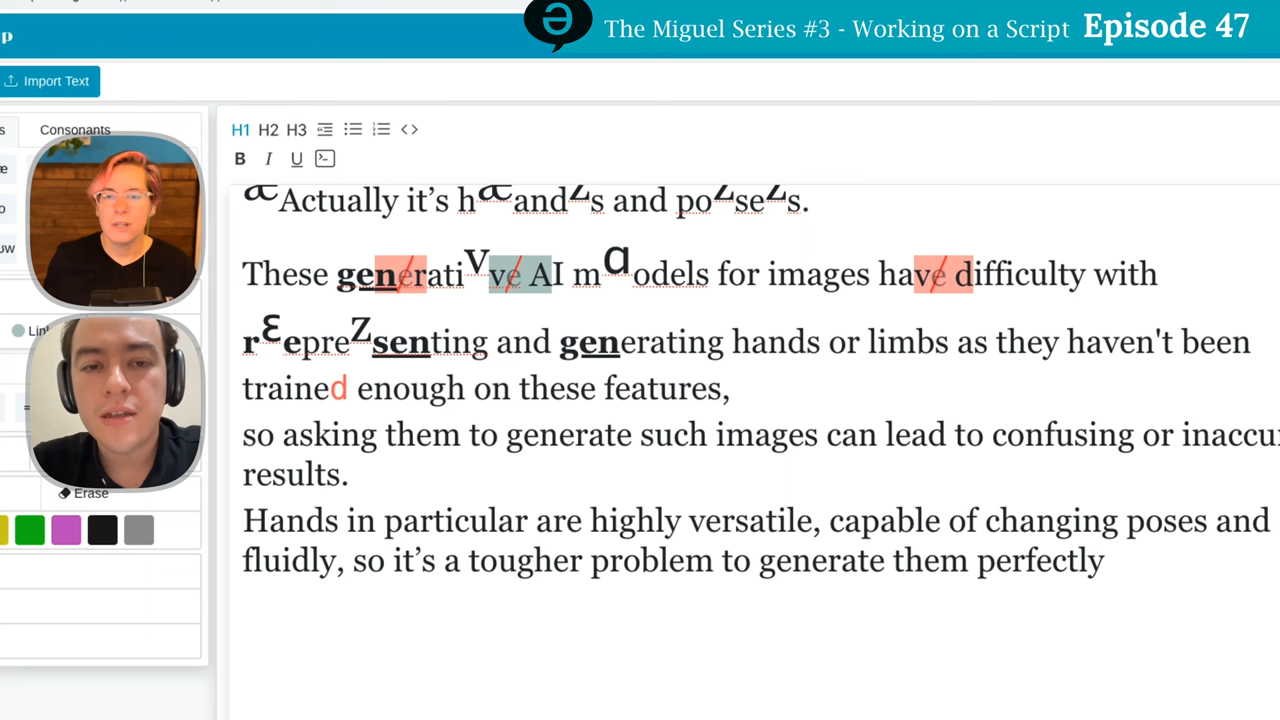 ə The Miguel Series #3 - Working on a Script Episode 47
p
Import Text
s Consonants
H1 H2 H3
B I U
æ
o
ʊw
Link
=
Erase
æActually it's hæandZs and poZseZs.
These generatiVve AI mɑodels for images have difficulty with
rɛepreZsenting and generating hands or limbs as they haven't been
trained enough on these features,
so asking them to generate such images can lead to confusing or inaccu
results.
Hands in particular are highly versatile, capable of changing poses and
fluidly, so it's a tougher problem to generate them perfectly